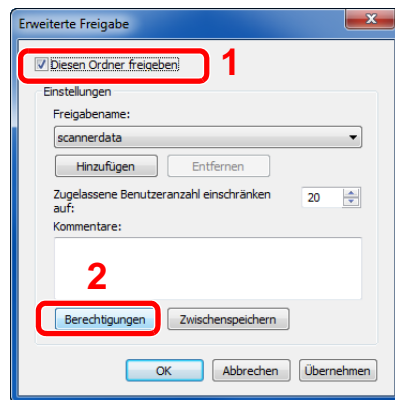 Erweiterte Freigabe
Diesen Ordner freigeben
1
Einstellungen
Freigabename:
scannerdata
Hinzufügen Entfernen
Zugelassene Benutzeranzahl einschränken
auf:
20
Kommentare:
2
Berechtigungen Zwischenspeichern
OK Abbrechen Übernehmen